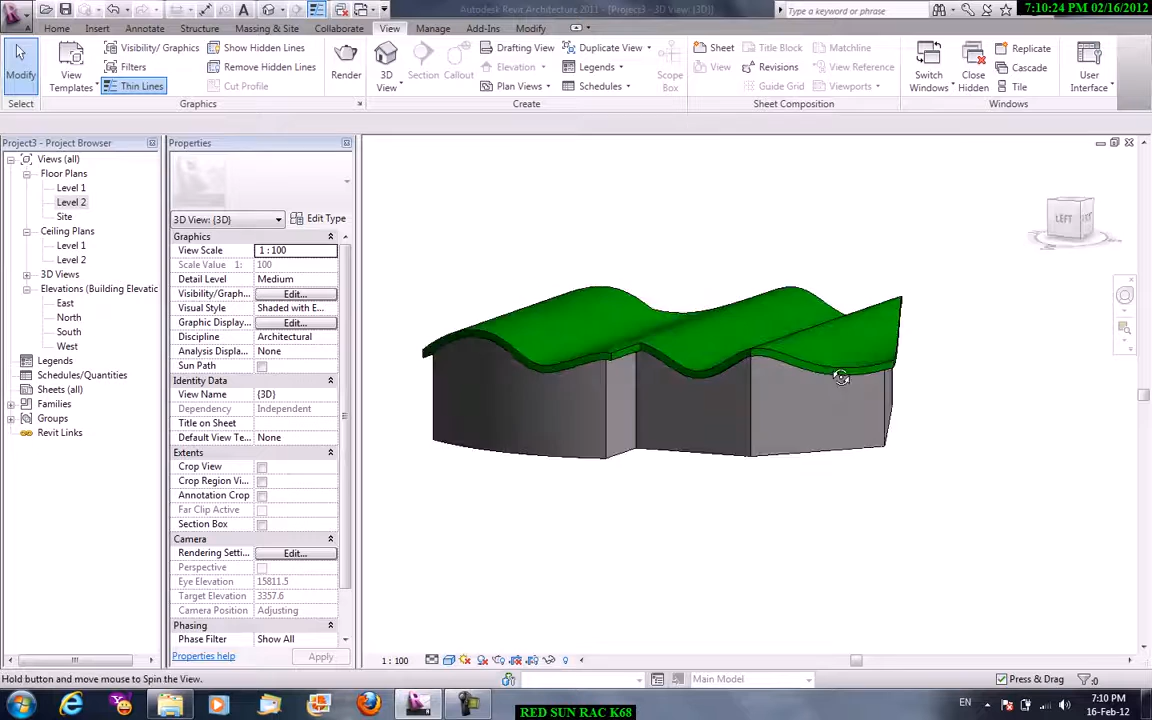 Autodesk Revit Architecture 2011 - [Project3 - 3D View: {3D}]
Type a keyword or phrase
7:10:24 PM 02/16/2012
Home Insert Annotate Structure Massing & Site Collaborate View Manage Add-Ins Modify
Modify
View Templates
Visibility/ Graphics
Filters
Thin Lines
Show Hidden Lines
Remove Hidden Lines
Cut Profile
Render
3D View
Section
Callout
Drafting View
Elevation
Plan Views
Duplicate View
Legends
Schedules
Scope Box
Sheet
View
Title Block
Revisions
Guide Grid
Matchline
View Reference
Viewports
Switch Windows
Close Hidden
Replicate
Cascade
Tile
User Interface
Select Graphics Create Sheet Composition Windows
Project3 - Project Browser
Views (all)
Floor Plans
Level 1
Level 2
Site
Ceiling Plans
Level 1
Level 2
3D Views
Elevations (Building Elevatic
East
North
South
West
Legends
Schedules/Quantities
Sheets (all)
Families
Groups
Revit Links
Properties
3D View: {3D} Edit Type
Graphics
View Scale 1 : 100
Scale Value 1: 100
Detail Level Medium
Visibility/Graph... Edit...
Visual Style Shaded with E...
Graphic Display... Edit...
Discipline Architectural
Analysis Displa... None
Sun Path
Identity Data
View Name {3D}
Dependency Independent
Title on Sheet
Default View Te... None
Extents
Crop View
Crop Region Vi...
Annotation Crop
Far Clip Active
Section Box
Camera
Rendering Setti... Edit...
Perspective
Eye Elevation 15811.5
Target Elevation 3357.6
Camera Position Adjusting
Phasing
Phase Filter Show All
Properties help Apply
LEFT
1 : 100
Hold button and move mouse to Spin the View.
Main Model
Press & Drag
:0
EN
7:10 PM
16-Feb-12
RED SUN RAC K68